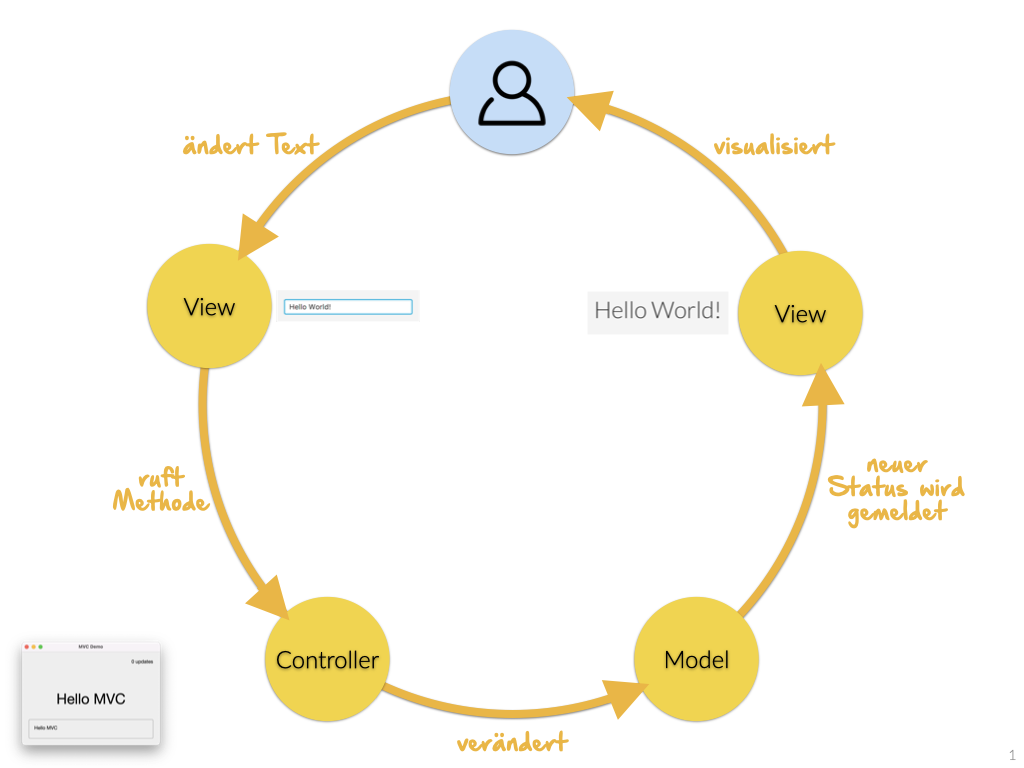 ändert Text
visualisiert
View
Hello World!
Hello World!
View
ruft
Methode
neuer
Status wird
gemeldet
Controller
Model
verändert
MVC Demo
0 updates
Hello MVC
Hello MVC
1